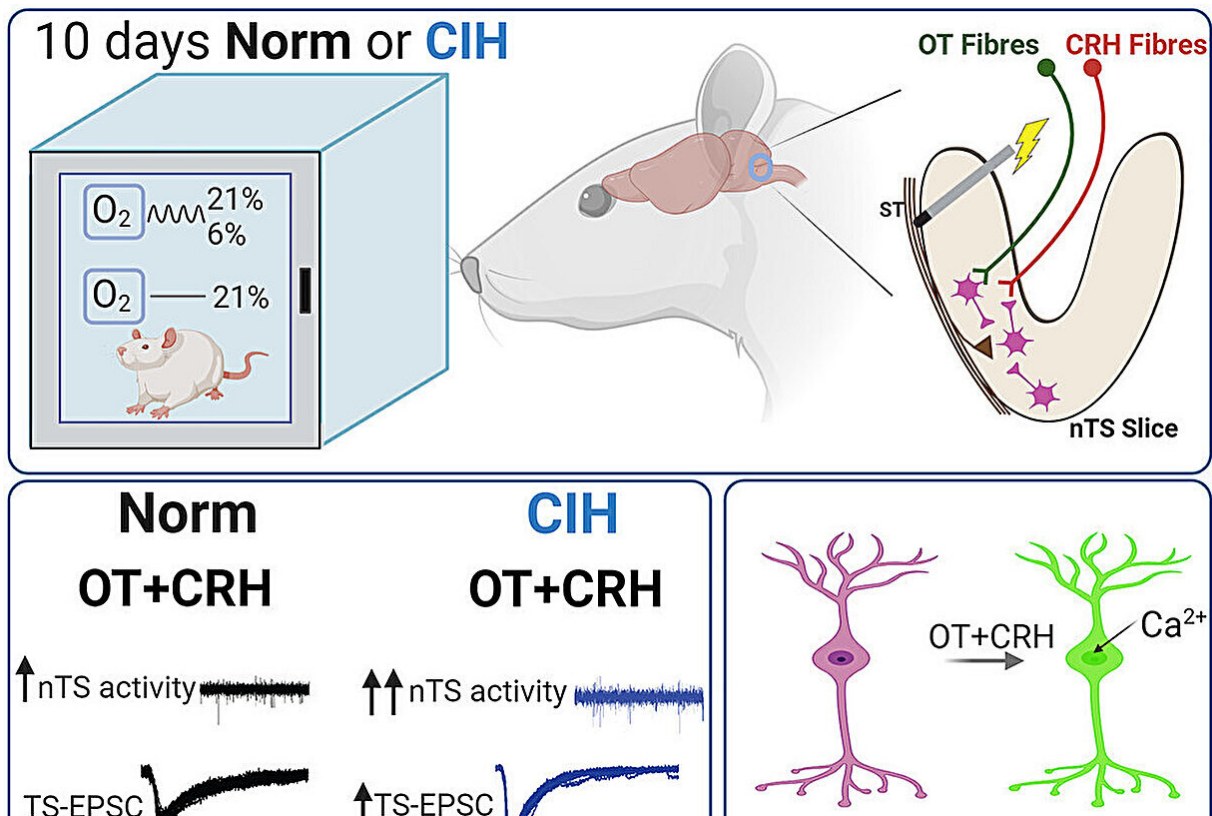 10 days Norm or CIH
O₂ 21%
6%
O₂ 21%
OT Fibres CRH Fibres
ST
nTS Slice
Norm
OT+CRH
nTS activity
TS-EPSC
CIH
OT+CRH
nTS activity
TS-EPSC
OT+CRH
Ca²⁺